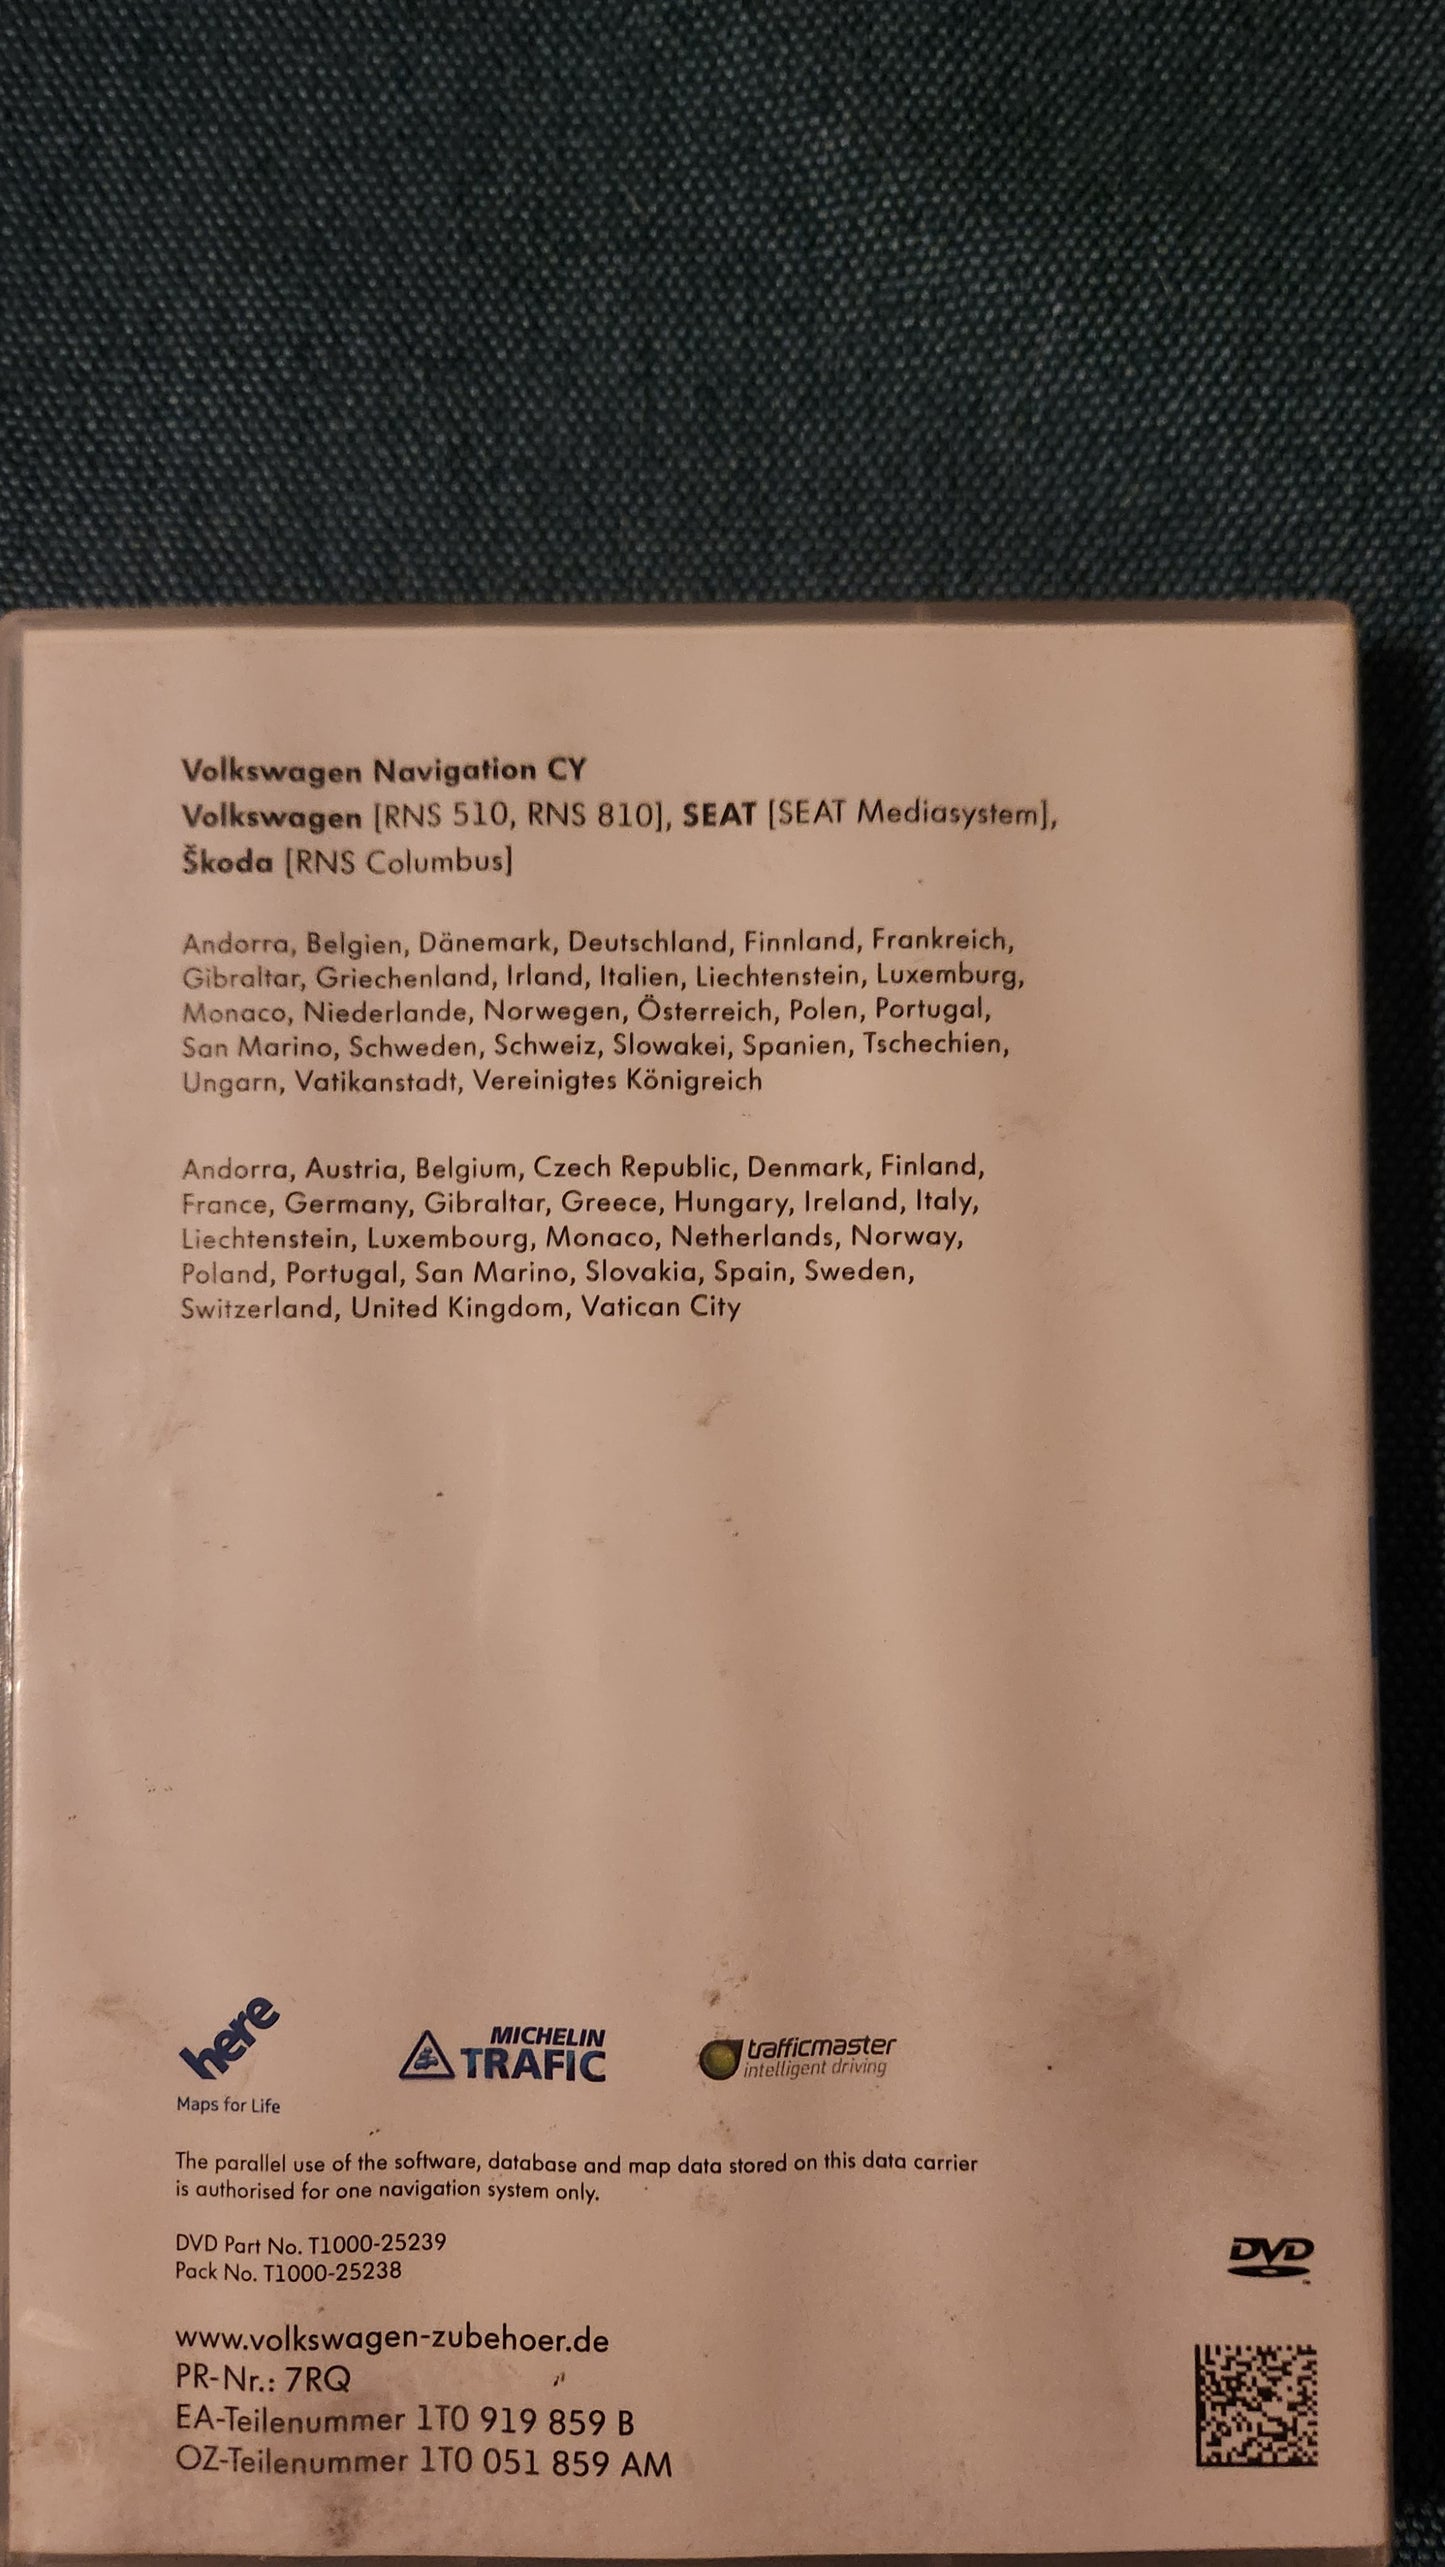 Volkswagen Navigation CY
Volkswagen [RNS 510, RNS 810], SEAT [SEAT Mediasystem],
Škoda [RNS Columbus]
Andorra, Belgien, Dänemark, Deutschland, Finnland, Frankreich,
Gibraltar, Griechenland, Irland, Italien, Liechtenstein, Luxemburg,
Monaco, Niederlande, Norwegen, Österreich, Polen, Portugal,
San Marino, Schweden, Schweiz, Slowakei, Spanien, Tschechien,
Ungarn, Vatikanstadt, Vereinigtes Königreich
Andorra, Austria, Belgium, Czech Republic, Denmark, Finland,
France, Germany, Gibraltar, Greece, Hungary, Ireland, Italy,
Liechtenstein, Luxembourg, Monaco, Netherlands, Norway,
Poland, Portugal, San Marino, Slovakia, Spain, Sweden,
Switzerland, United Kingdom, Vatican City
here
Maps for Life
MICHELIN
TRAFIC
trafficmaster
intelligent driving
The parallel use of the software, database and map data stored on this data carrier
is authorised for one navigation system only.
DVD Part No. T1000-25239
Pack No. T1000-25238
DVD
www.volkswagen-zubehoer.de
PR-Nr.: 7RQ
EA-Teilenummer 1T0 919 859 B
OZ-Teilenummer 1T0 051 859 AM